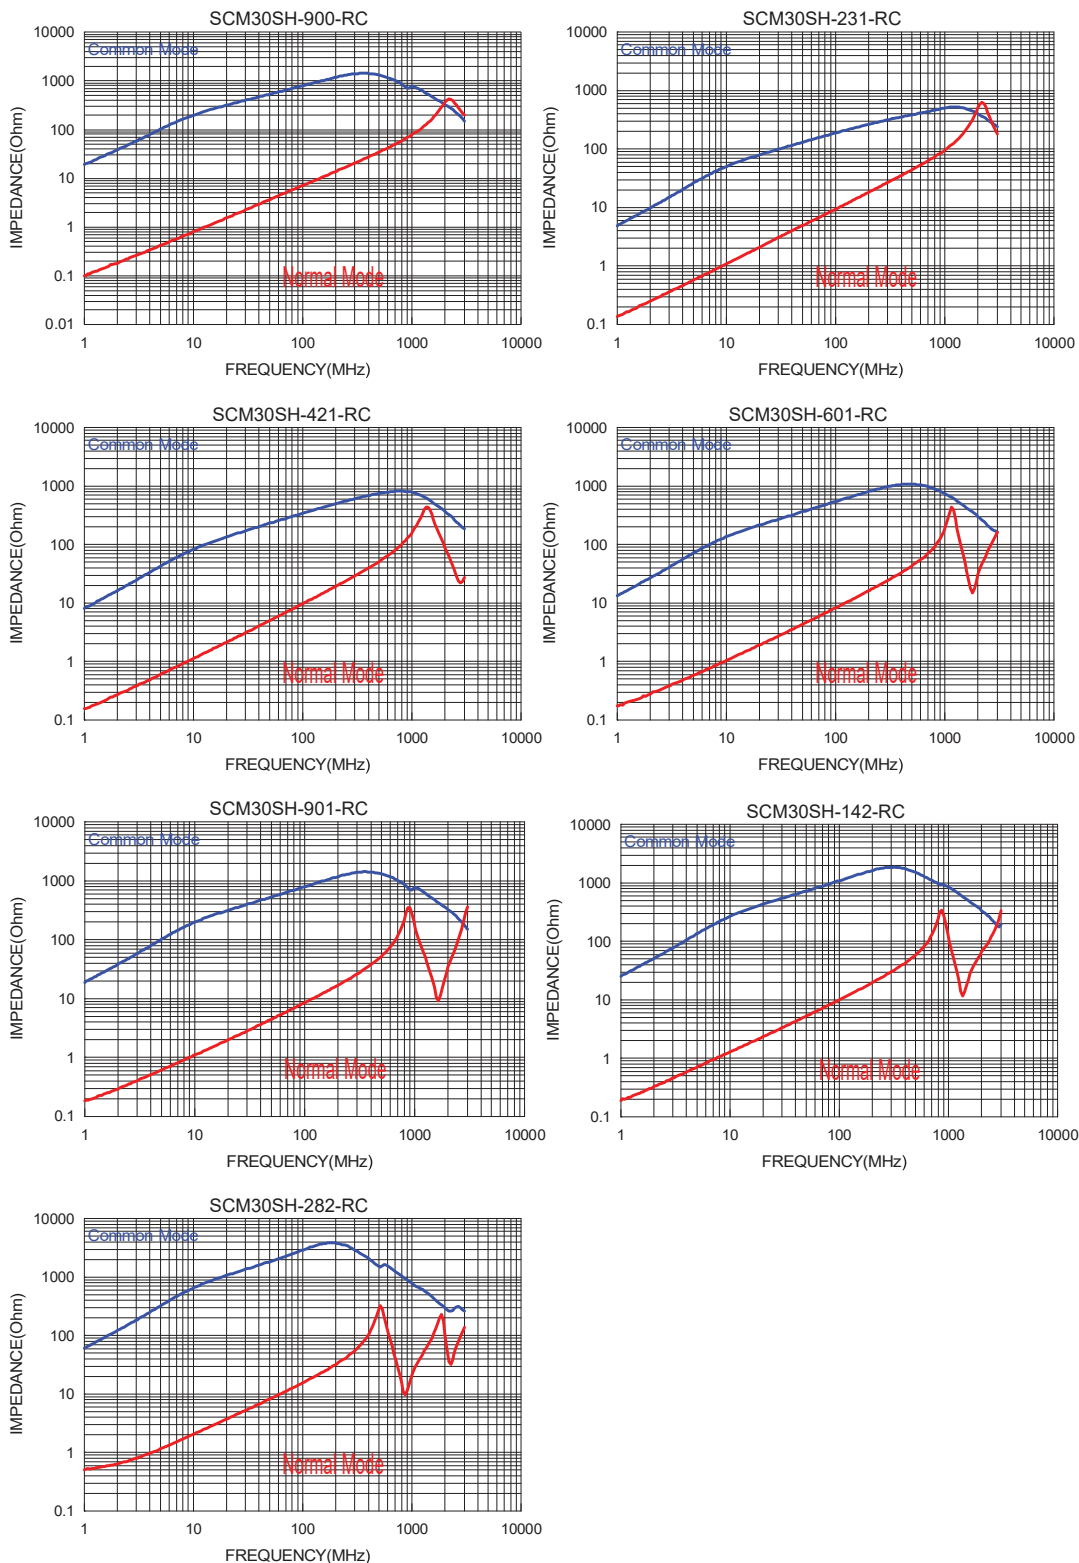 SCM30SH-900-RC
10000
1000
100
10
1
0.1
0.01
Common Mode
Normal Mode
IMPEDANCE(Ohm)
1 10 100 1000 10000
FREQUENCY(MHz)
SCM30SH-231-RC
10000
1000
100
10
1
0.1
Common Mode
Normal Mode
IMPEDANCE(Ohm)
1 10 100 1000 10000
FREQUENCY(MHz)
SCM30SH-421-RC
10000
1000
100
10
1
0.1
Common Mode
Normal Mode
IMPEDANCE(Ohm)
1 10 100 1000 10000
FREQUENCY(MHz)
SCM30SH-601-RC
10000
1000
100
10
1
0.1
Common Mode
Normal Mode
IMPEDANCE(Ohm)
1 10 100 1000 10000
FREQUENCY(MHz)
SCM30SH-901-RC
10000
1000
100
10
1
0.1
Common Mode
Normal Mode
IMPEDANCE(Ohm)
1 10 100 1000 10000
FREQUENCY(MHz)
SCM30SH-142-RC
10000
1000
100
10
1
0.1
Common Mode
Normal Mode
IMPEDANCE(Ohm)
1 10 100 1000 10000
FREQUENCY(MHz)
SCM30SH-282-RC
10000
1000
100
10
1
0.1
Common Mode
Normal Mode
IMPEDANCE(Ohm)
1 10 100 1000 10000
FREQUENCY(MHz)